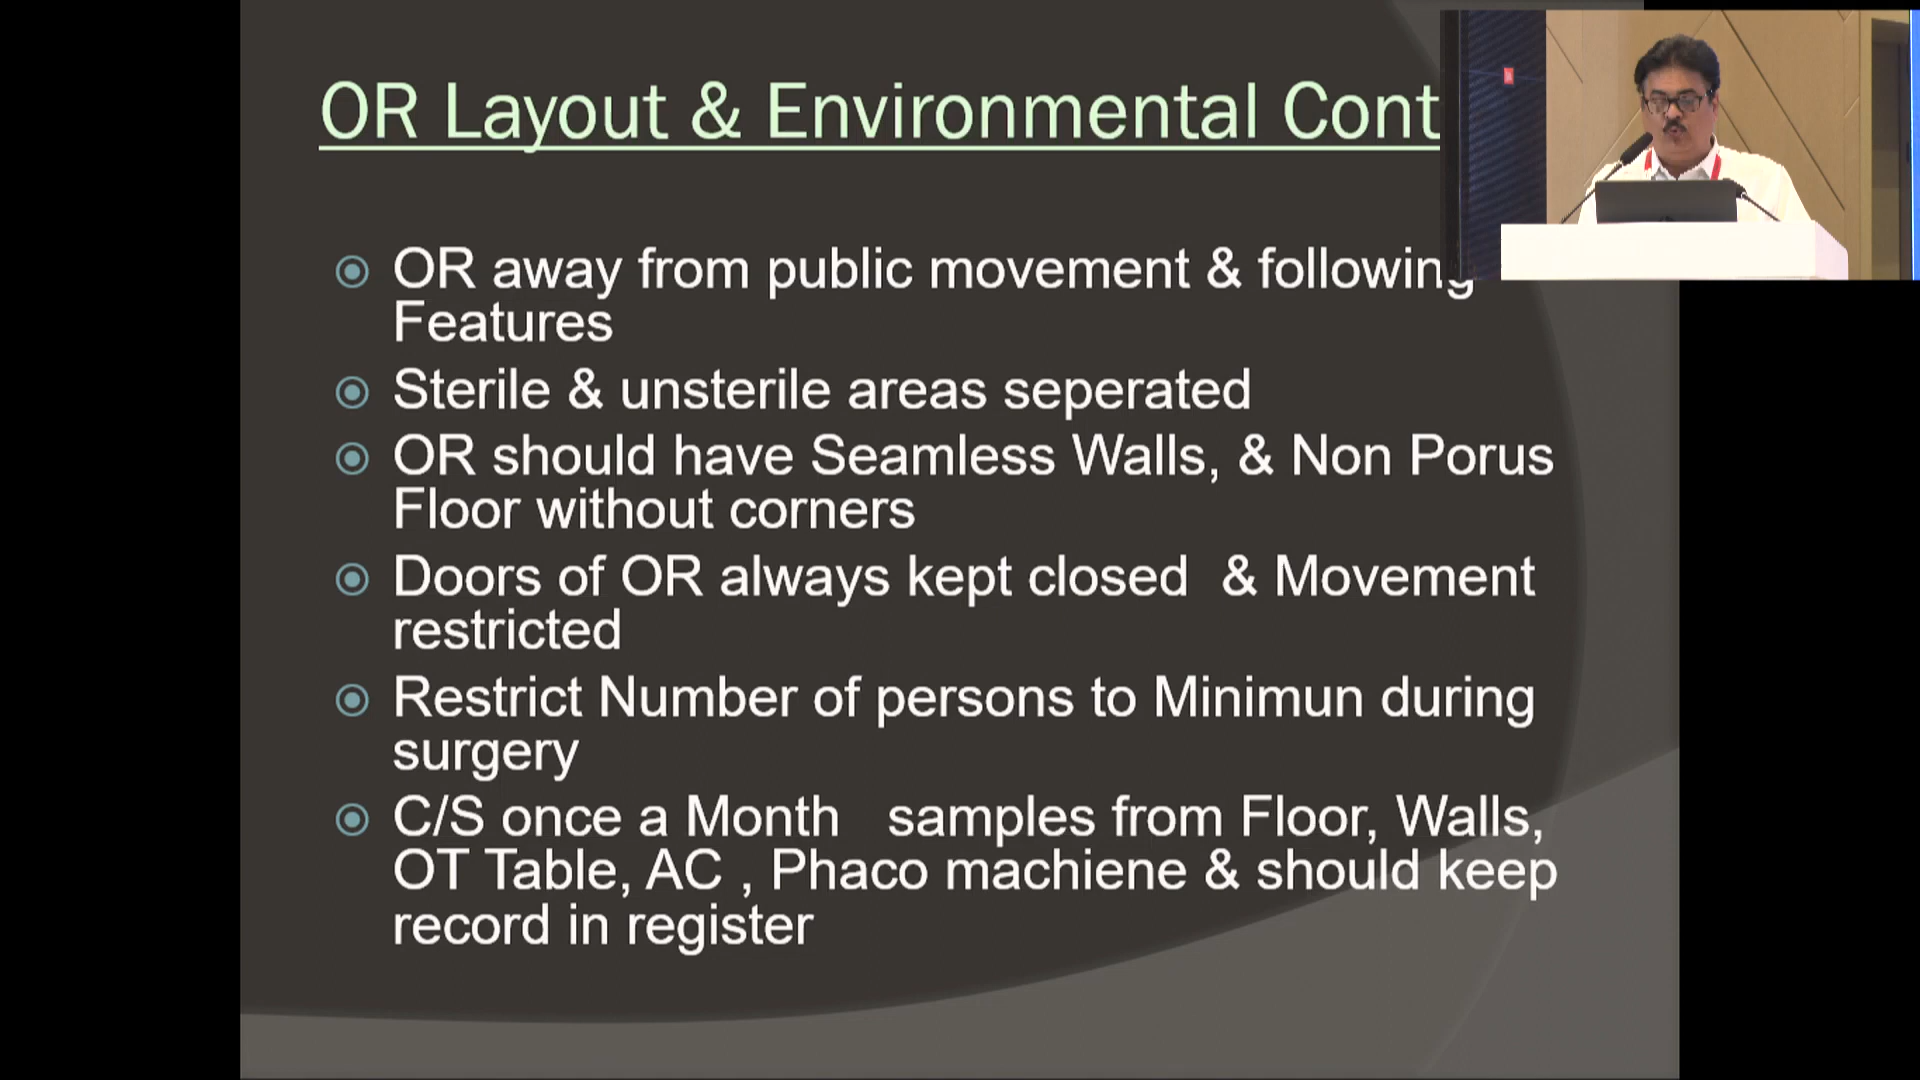 OR Layout & Environmental Cont
OR away from public movement & following
Features
Sterile & unsterile areas seperated
OR should have Seamless Walls, & Non Porus
Floor without corners
Doors of OR always kept closed & Movement
restricted
Restrict Number of persons to Minimun during
surgery
C/S once a Month samples from Floor, Walls,
OT Table, AC , Phaco machiene & should keep
record in register